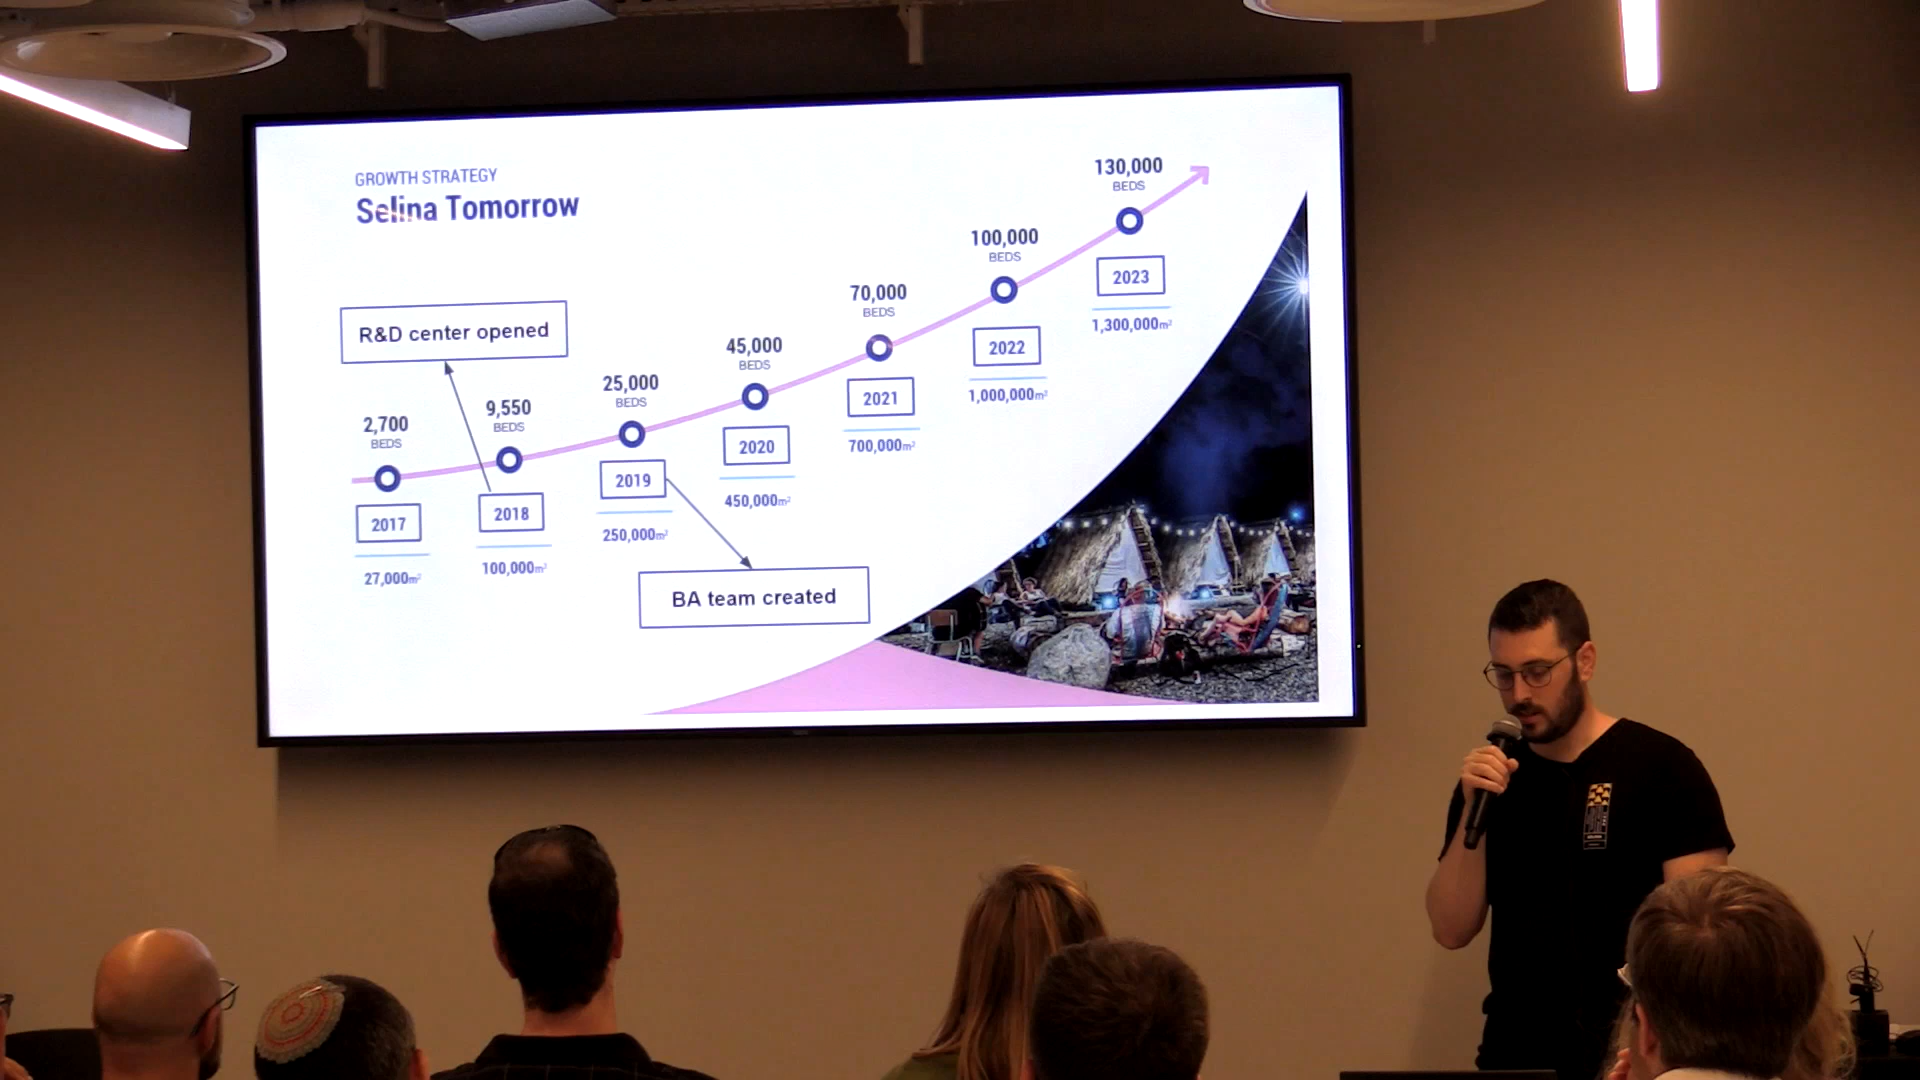 GROWTH STRATEGY
Selina Tomorrow
R&D center opened
2,700
BEDS
2017
27,000m²
9,550
BEDS
2018
100,000m²
25,000
BEDS
2019
250,000m²
BA team created
45,000
BEDS
2020
450,000m²
70,000
BEDS
2021
700,000m²
100,000
BEDS
2022
1,000,000m²
130,000
BEDS
2023
1,300,000m²